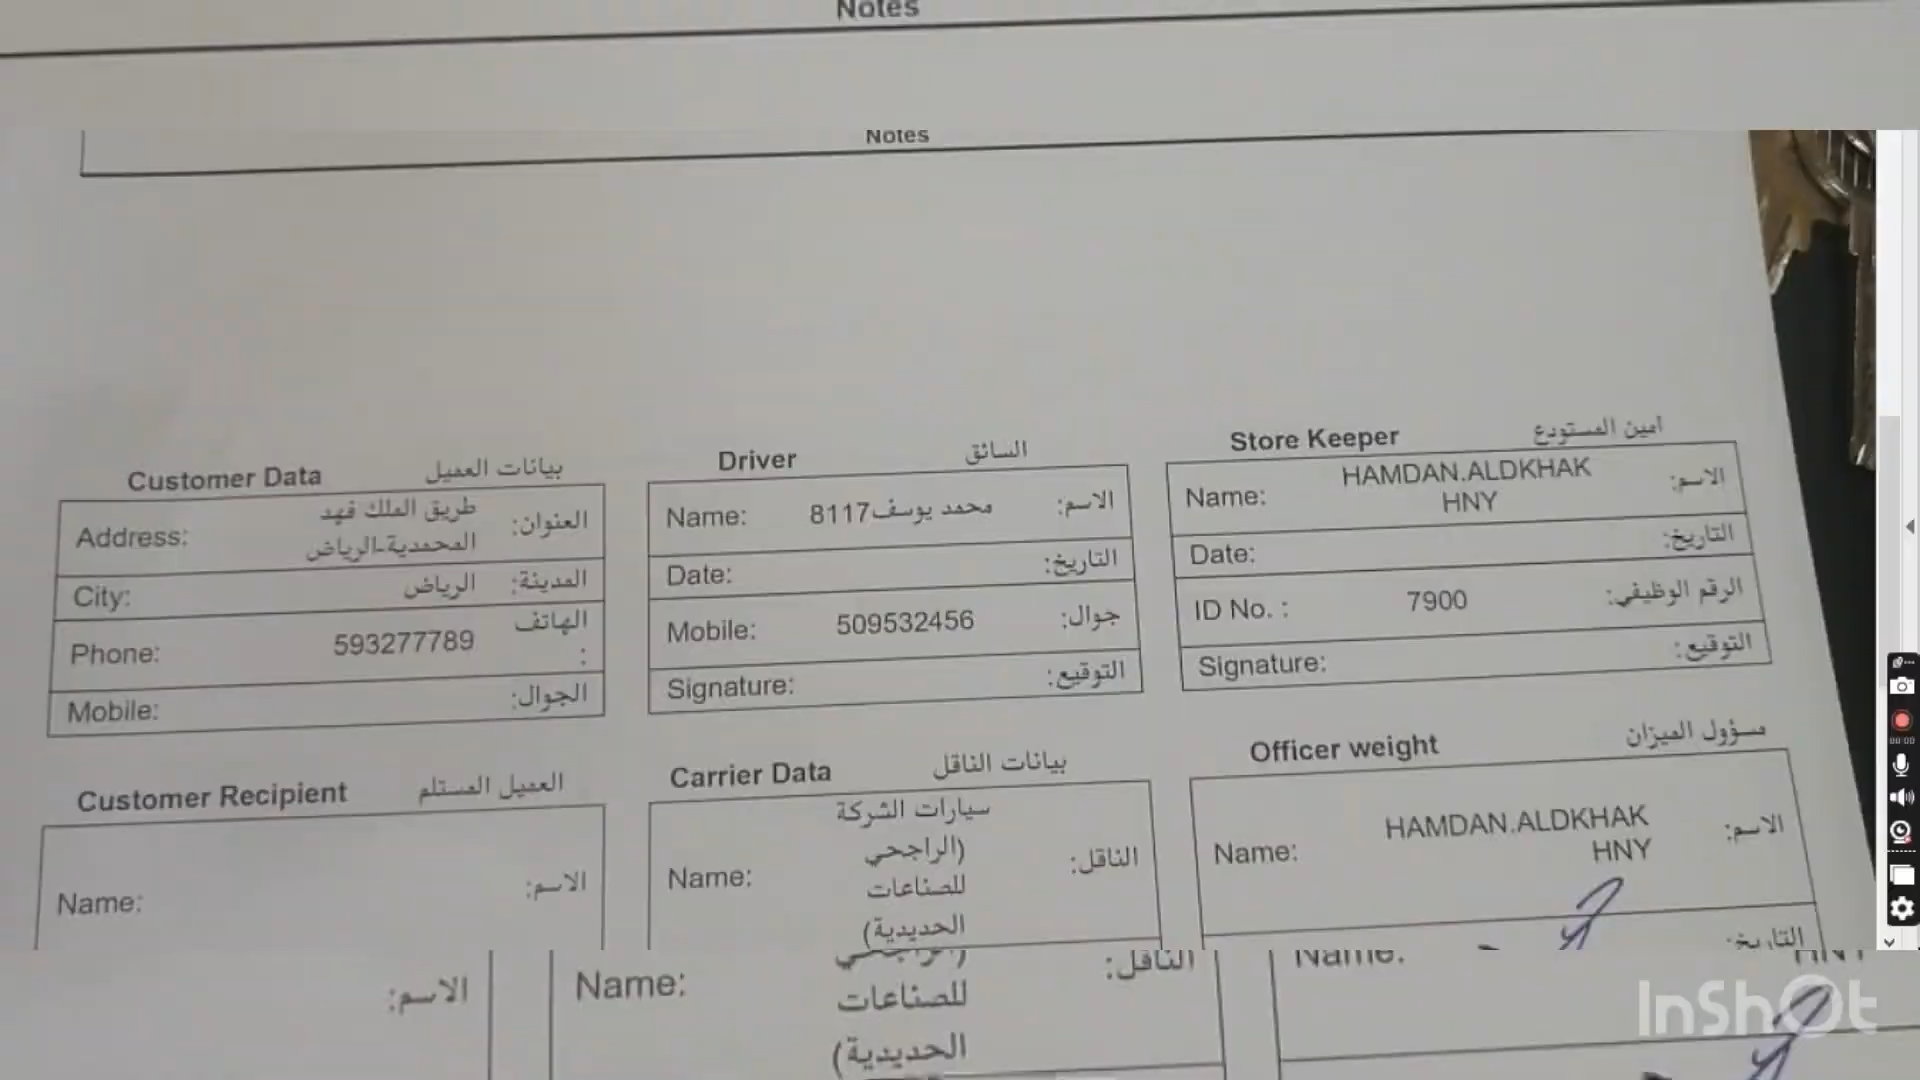 Notes
Notes
Customer Data بيانات العميل
Address: طريق الملك فهد العنوان:
المحمدية-الرياض
City: الرياض المدينة:
Phone: 593277789 الهاتف
:
Mobile: الجوال:
Driver السائق
Name: محمد يوسف8117 الاسم:
Date: التاريخ:
Mobile: 509532456 جوال:
Signature: التوقيع:
Store Keeper امين المستودع
Name: HAMDAN.ALDKHAK الاسم:
HNY
Date: التاريخ:
ID No. : 7900 الرقم الوظيفي:
Signature: التوقيع:
Customer Recipient العميل المستلم
Name: الاسم:
Carrier Data بيانات الناقل
سيارات الشركة
(الراجحي
Name: للصناعات الناقل:
الحديدية)
Officer weight مسؤول الميزان
Name: HAMDAN.ALDKHAK الاسم:
HNY
التاريخ:
الاسم:
Name: الناقل:
للصناعات
الحديدية)
Name:
InShOt